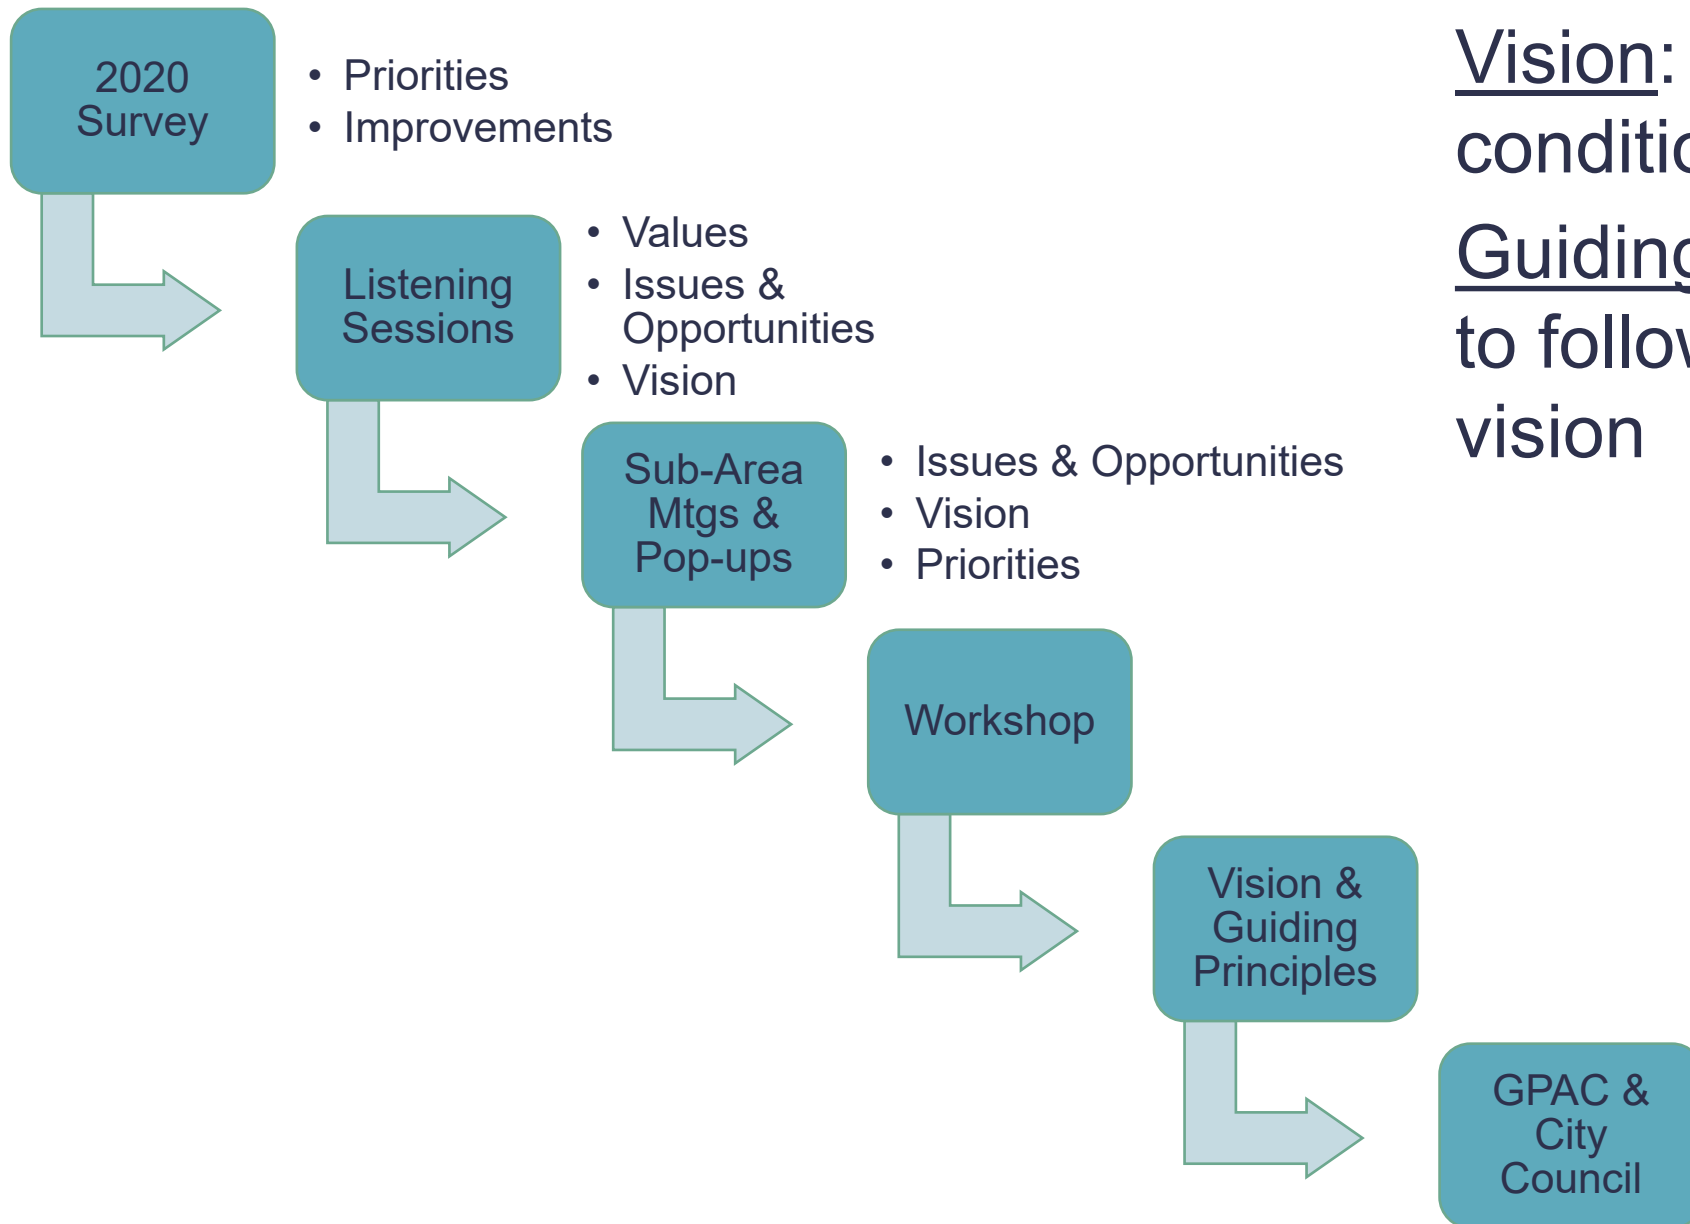 2020
Survey
• Priorities
• Improvements
Listening
Sessions
• Values
• Issues &
Opportunities
• Vision
Sub-Area
Mtgs &
Pop-ups
• Issues & Opportunities
• Vision
• Priorities
Workshop
Vision &
Guiding
Principles
GPAC &
City
Council
Vision:
Guiding
to
vision